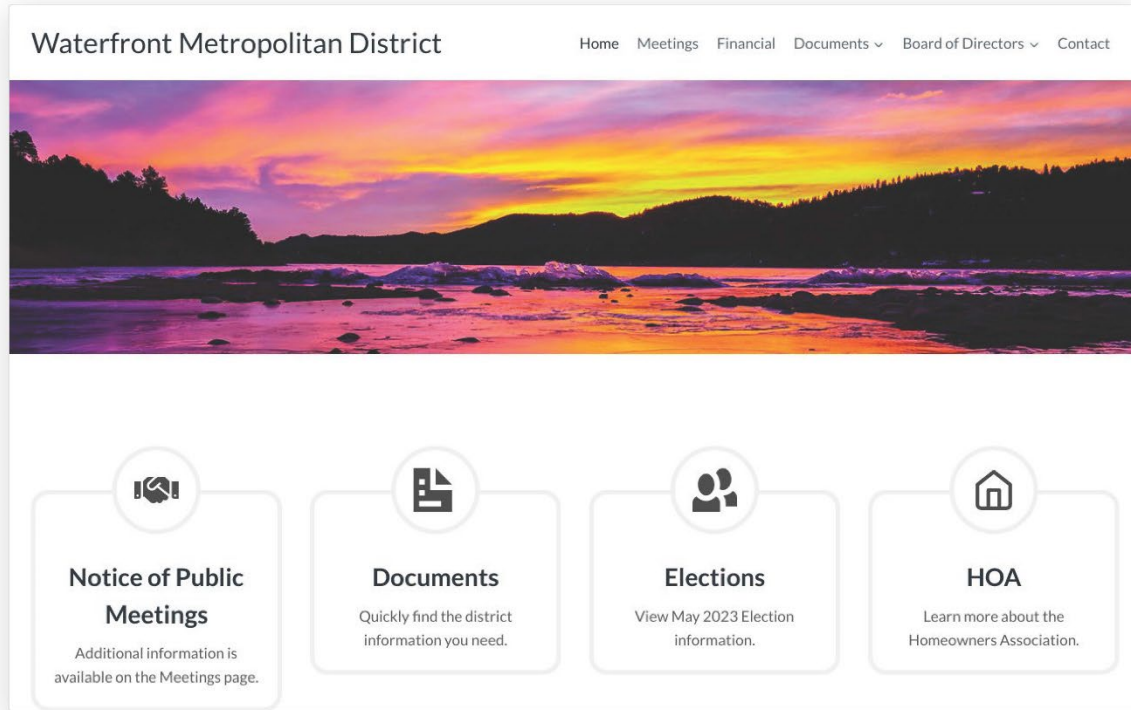 Waterfront Metropolitan District
Home Meetings Financial Documents Board of Directors Contact
Notice of Public
Meetings
Additional information is
available on the Meetings page.
Documents
Quickly find the district
information you need.
Elections
View May 2023 Election
information.
HOA
Learn more about the
Homeowners Association.